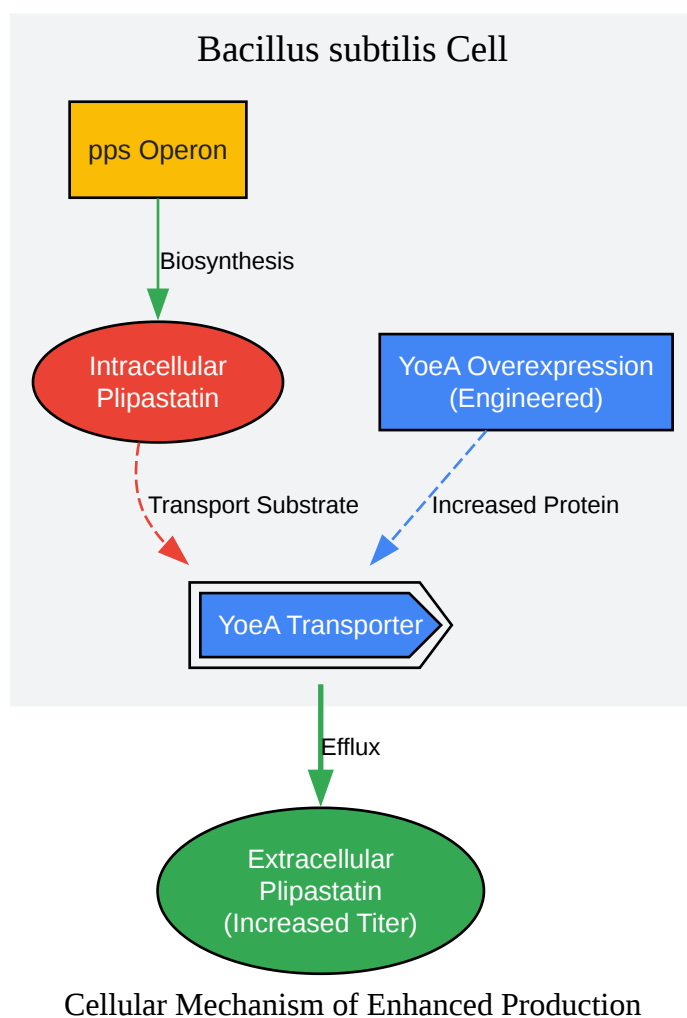 Bacillus subtilis Cell
pps Operon
Biosynthesis
Intracellular
Plipastatin
YoeA Overexpression
(Engineered)
Transport Substrate
Increased Protein
YoeA Transporter
Efflux
Extracellular
Plipastatin
(Increased Titer)
Cellular Mechanism of Enhanced Production